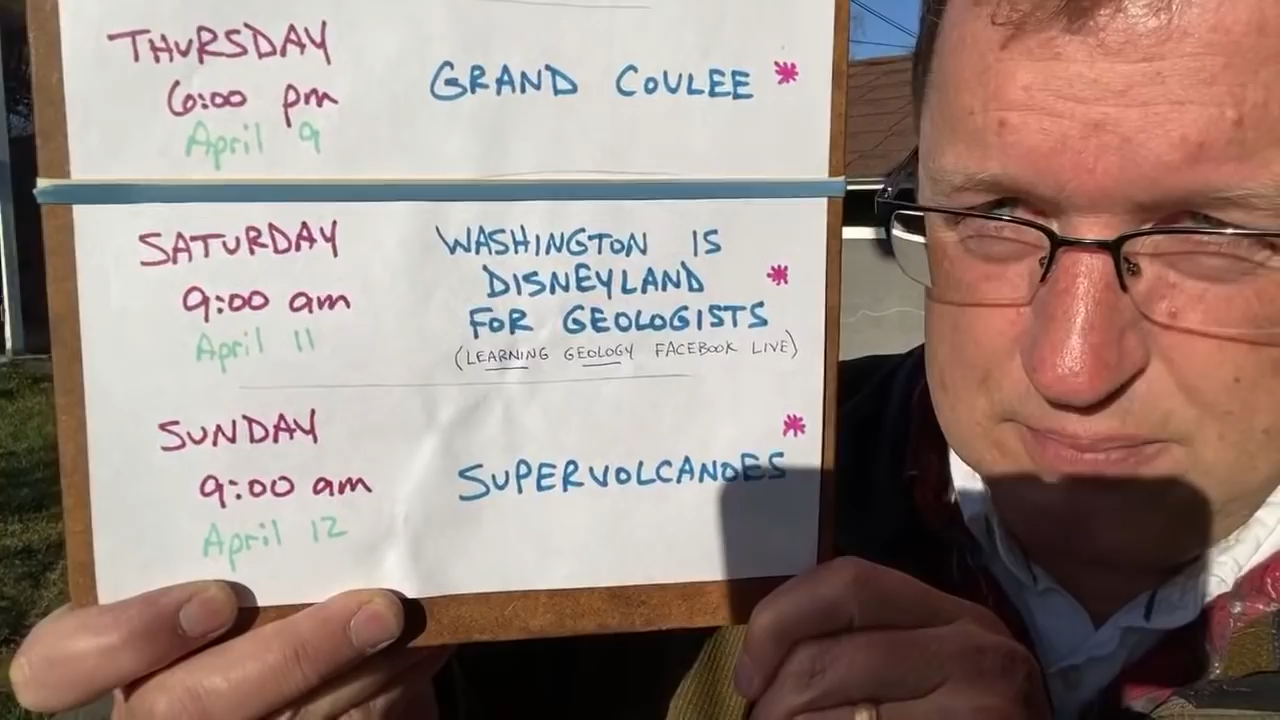 THURSDAY
6:00 pm
April 9
GRAND COULEE *
SATURDAY
9:00 am
April 11
WASHINGTON IS
DISNEYLAND *
FOR GEOLOGISTS
(LEARNING GEOLOGY FACEBOOK LIVE)
SUNDAY
9:00 am
April 12
*
SUPERVOLCANOES